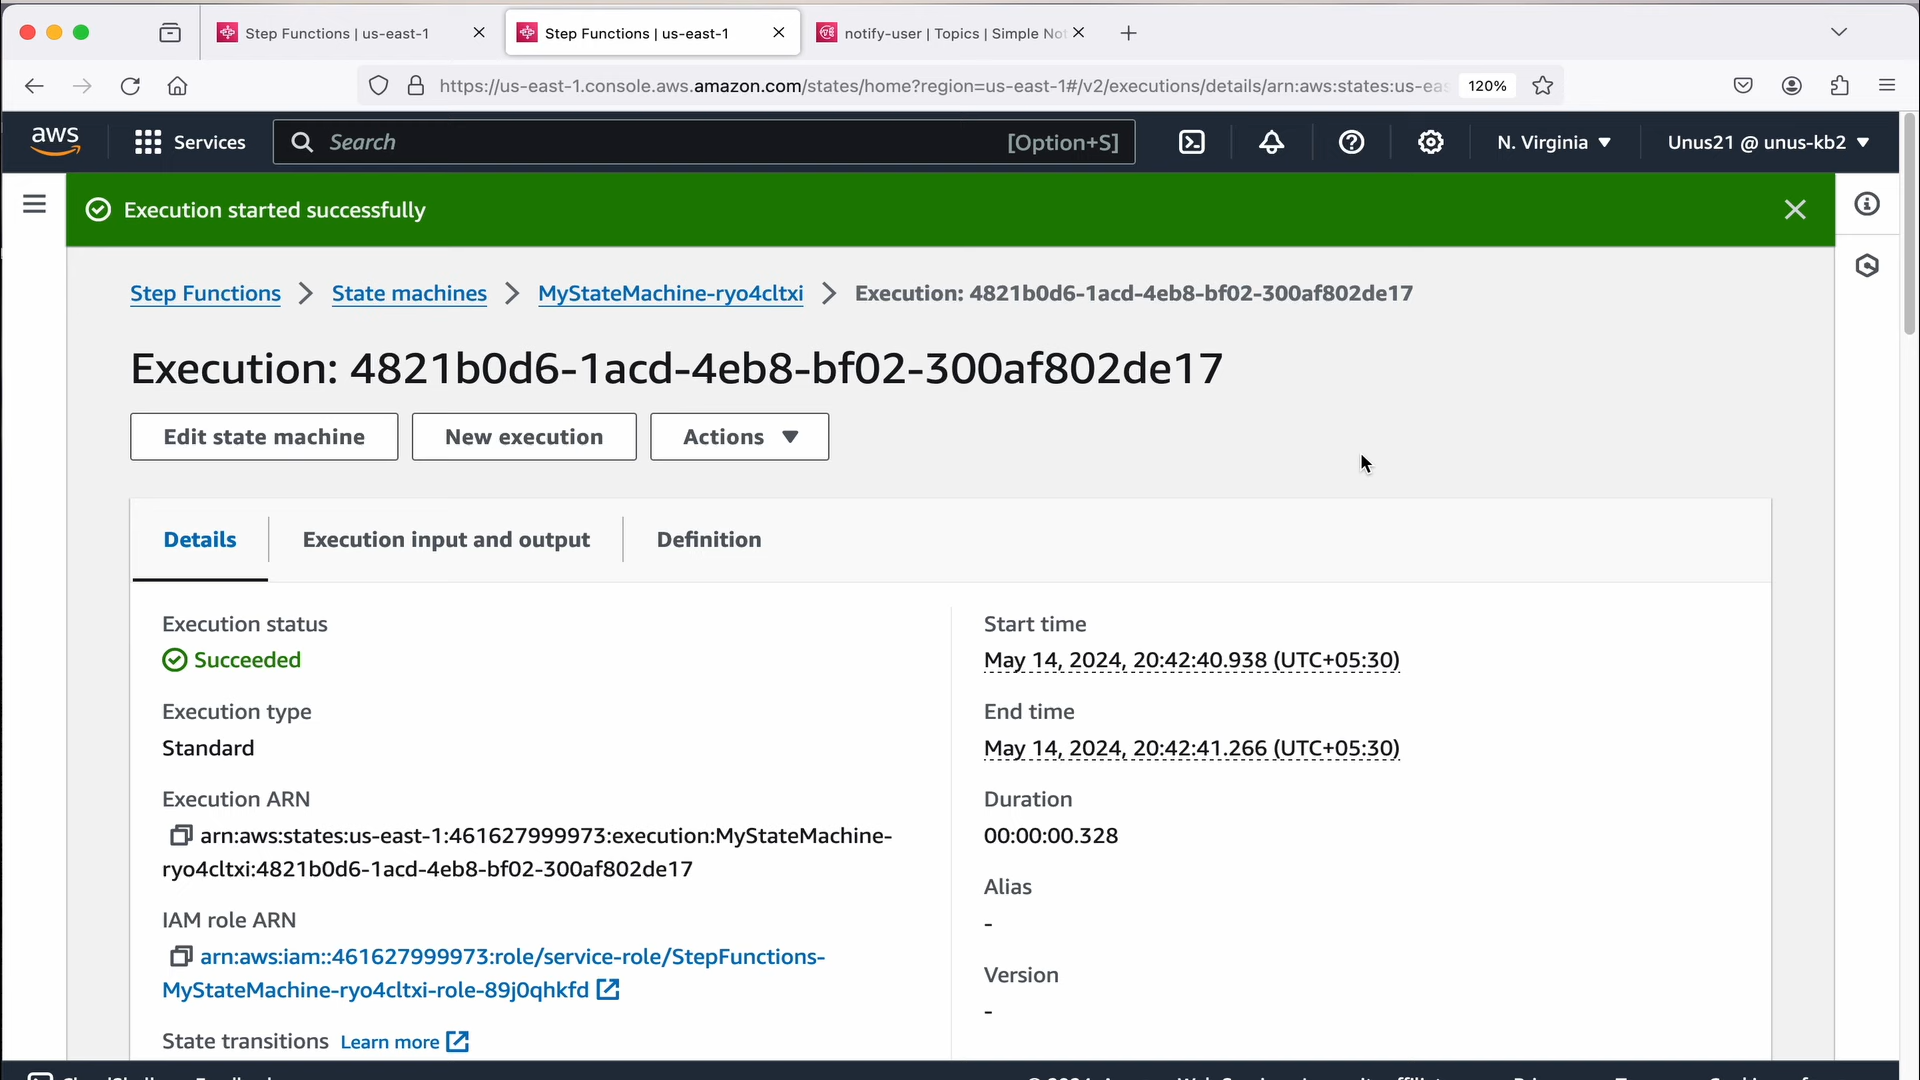 Step Functions | us-east-1
Step Functions | us-east-1
notify-user | Topics | Simple No
https://us-east-1.console.aws.amazon.com/states/home?region=us-east-1#/v2/executions/details/arn:aws:states:us-ea
120%
aws
Services
Search
[Option+S]
N. Virginia
Unus21 @ unus-kb2
Execution started successfully
Step Functions
State machines
MyStateMachine-ryo4cltxi
Execution: 4821b0d6-1acd-4eb8-bf02-300af802de17
Execution: 4821b0d6-1acd-4eb8-bf02-300af802de17
Edit state machine
New execution
Actions
Details
Execution input and output
Definition
Execution status
Succeeded
Execution type
Standard
Execution ARN
arn:aws:states:us-east-1:461627999973:execution:MyStateMachine-
ryo4cltxi:4821b0d6-1acd-4eb8-bf02-300af802de17
IAM role ARN
arn:aws:iam::461627999973:role/service-role/StepFunctions-
MyStateMachine-ryo4cltxi-role-89j0qhkfd
State transitions Learn more
Start time
May 14, 2024, 20:42:40.938 (UTC+05:30)
End time
May 14, 2024, 20:42:41.266 (UTC+05:30)
Duration
00:00:00.328
Alias
-
Version
-